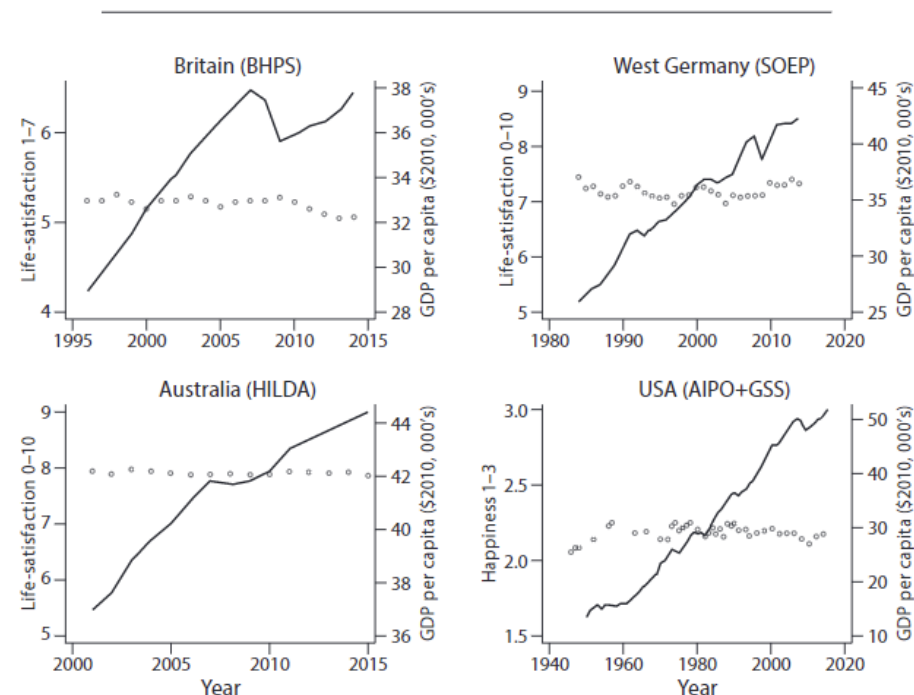 Britain (BHPS)
Life-satisfaction 1–7
6
5
4
38
36
33
32
30
29
28
GDP per capita ($2010, 000's)
1995 2000 2005 2010 2015
West Germany (SOEP)
Life-satisfaction 0–10
9
8
7
6
5
45
40
35
30
25
GDP per capita ($2010, 000's)
1980 1990 2000 2010 2020
Australia (HILDA)
Life-satisfaction 0–10
9
8
7
6
5
44
42
40
38
36
GDP per capita ($2010, 000's)
2000 2005 2010 2015
Year
USA (AIPO+GSS)
Happiness 1–3
3.0
2.5
2.0
1.5
50
40
30
20
10
GDP per capita ($2010, 000's)
1940 1960 1980 2000 2020
Year